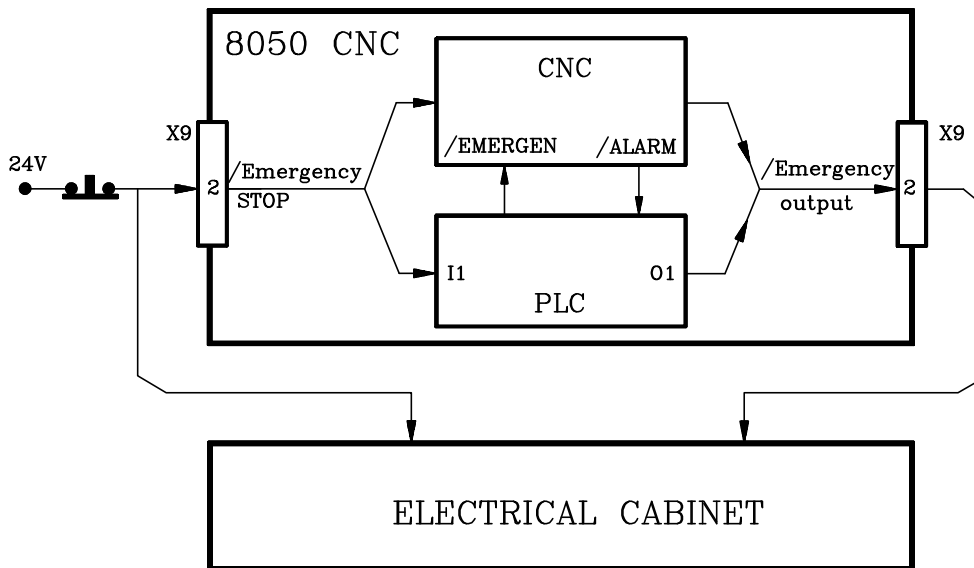 8050 CNC
CNC
X9
X9
/EMERGEN
/ALARM
24V
2
/Emergency
STOP
/Emergency
output
2
I1
O1
PLC
ELECTRICAL CABINET